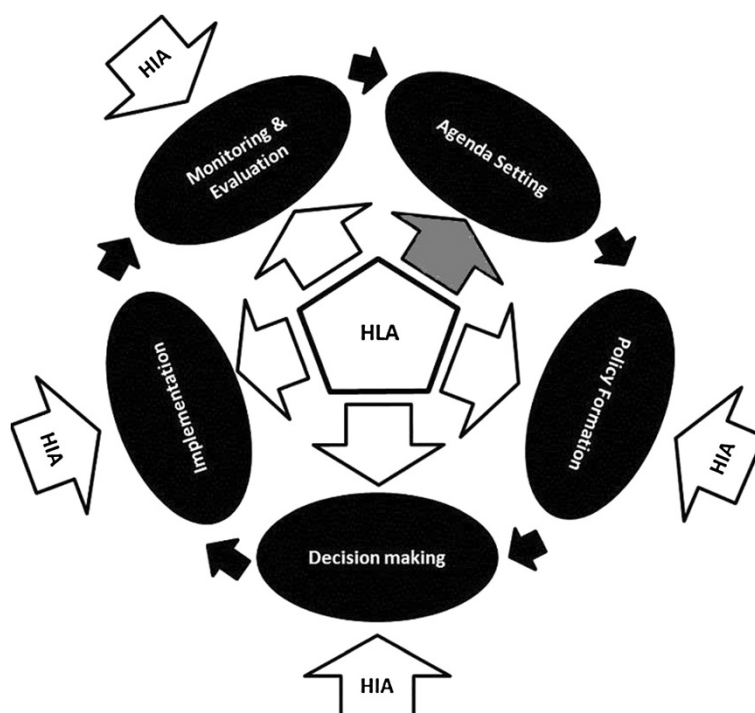 HIA
Monitoring &
Evaluation
Agenda Setting
HLA
Implementation
Policy Formation
HIA
HIA
Decision making
HIA